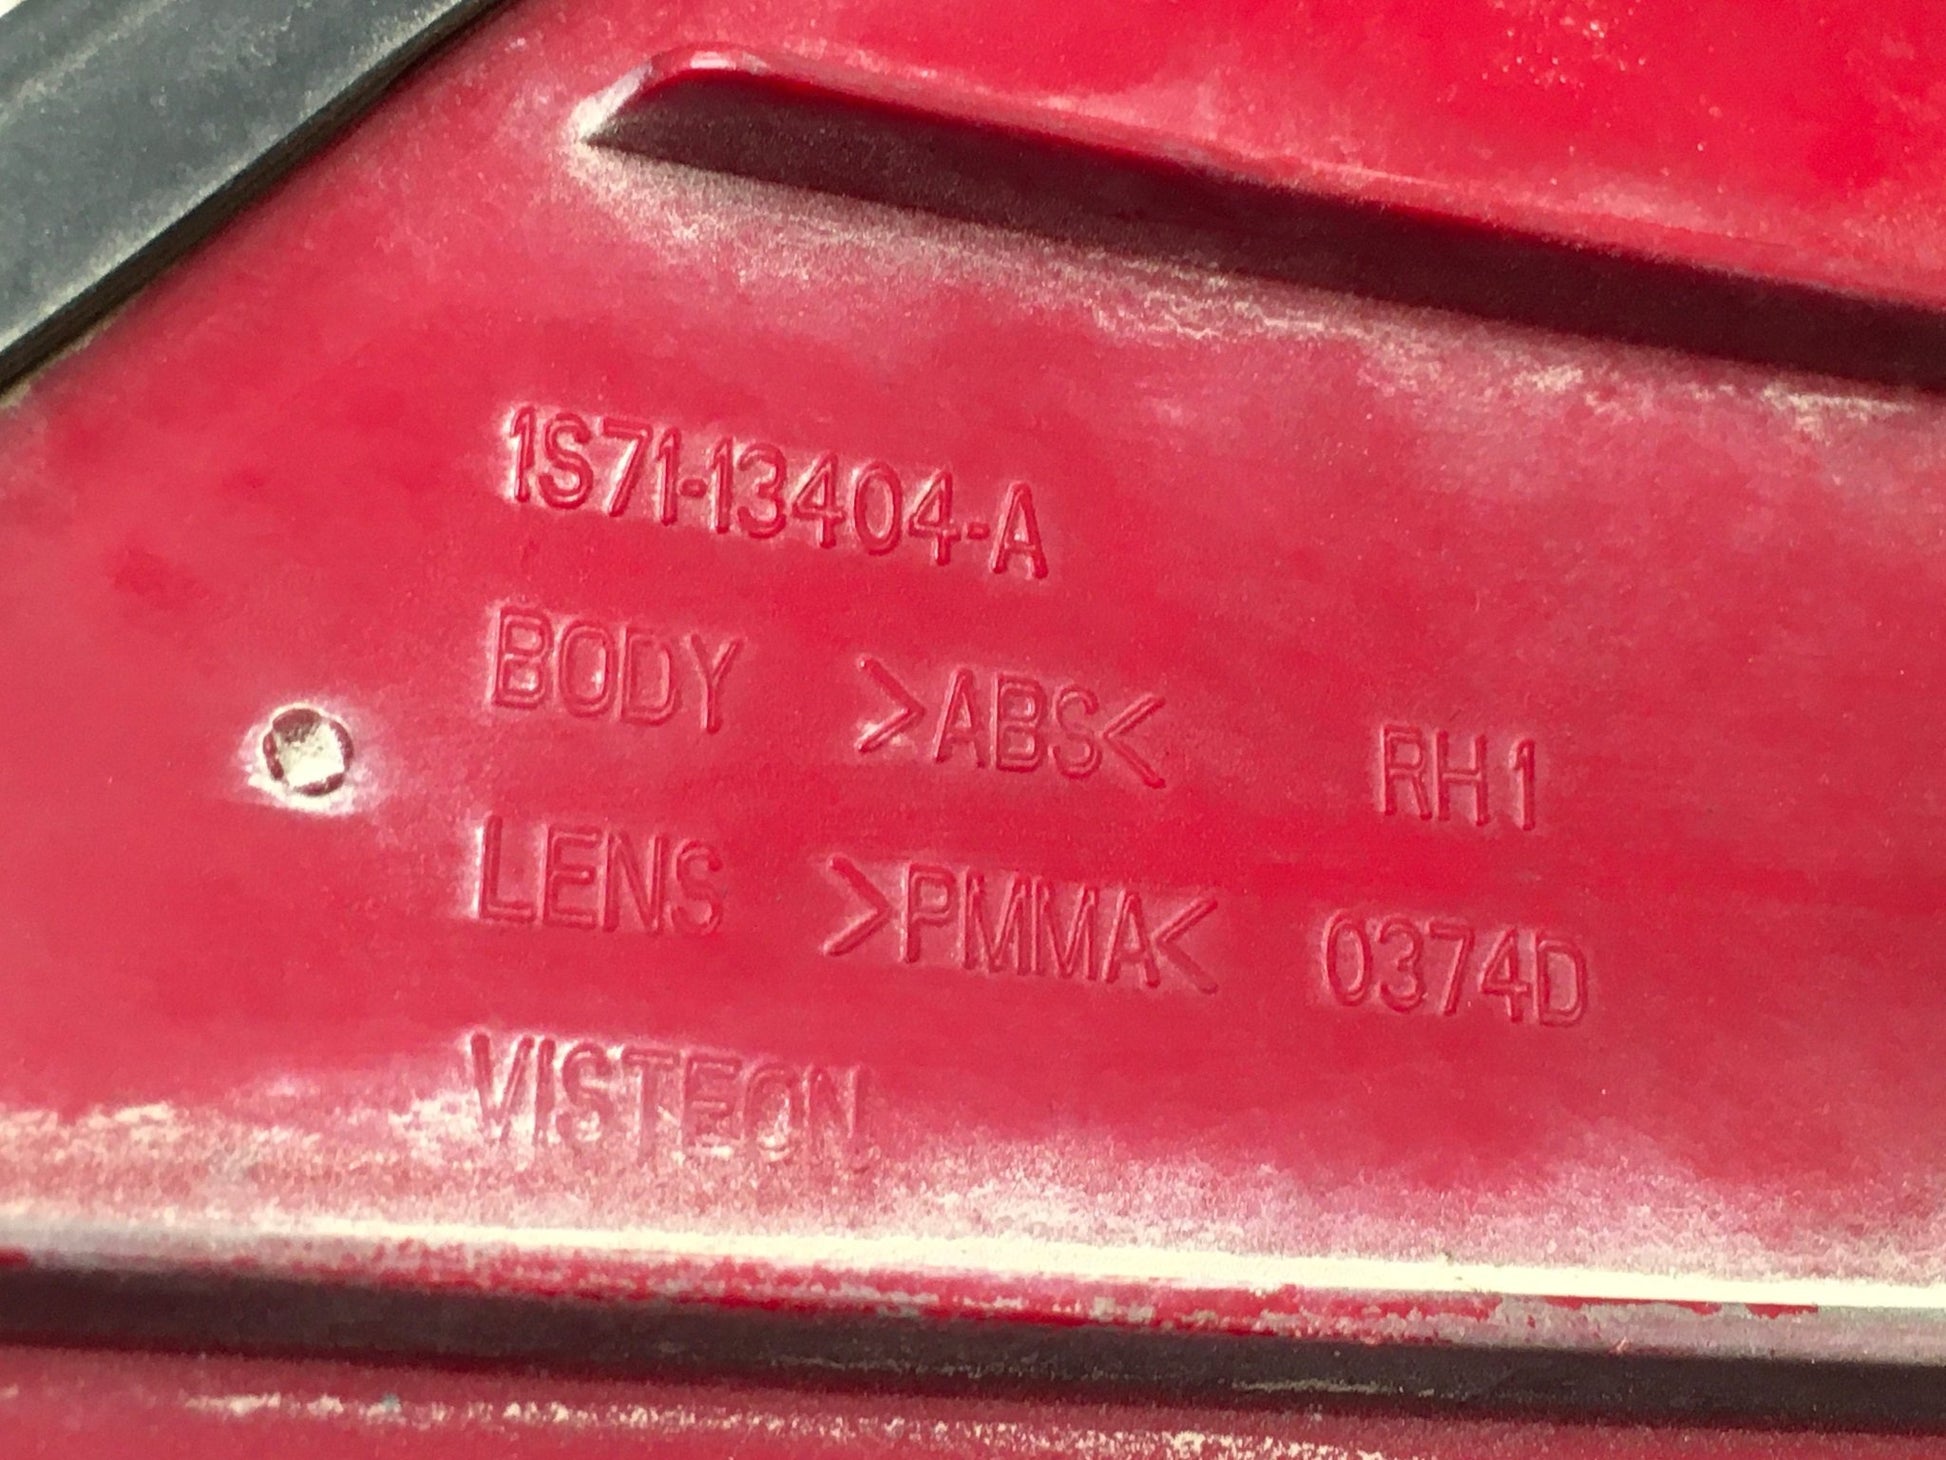 1S71-13404-A
BODY >ABS< RH1
LENS >PMMA< 0374D
VISTEON